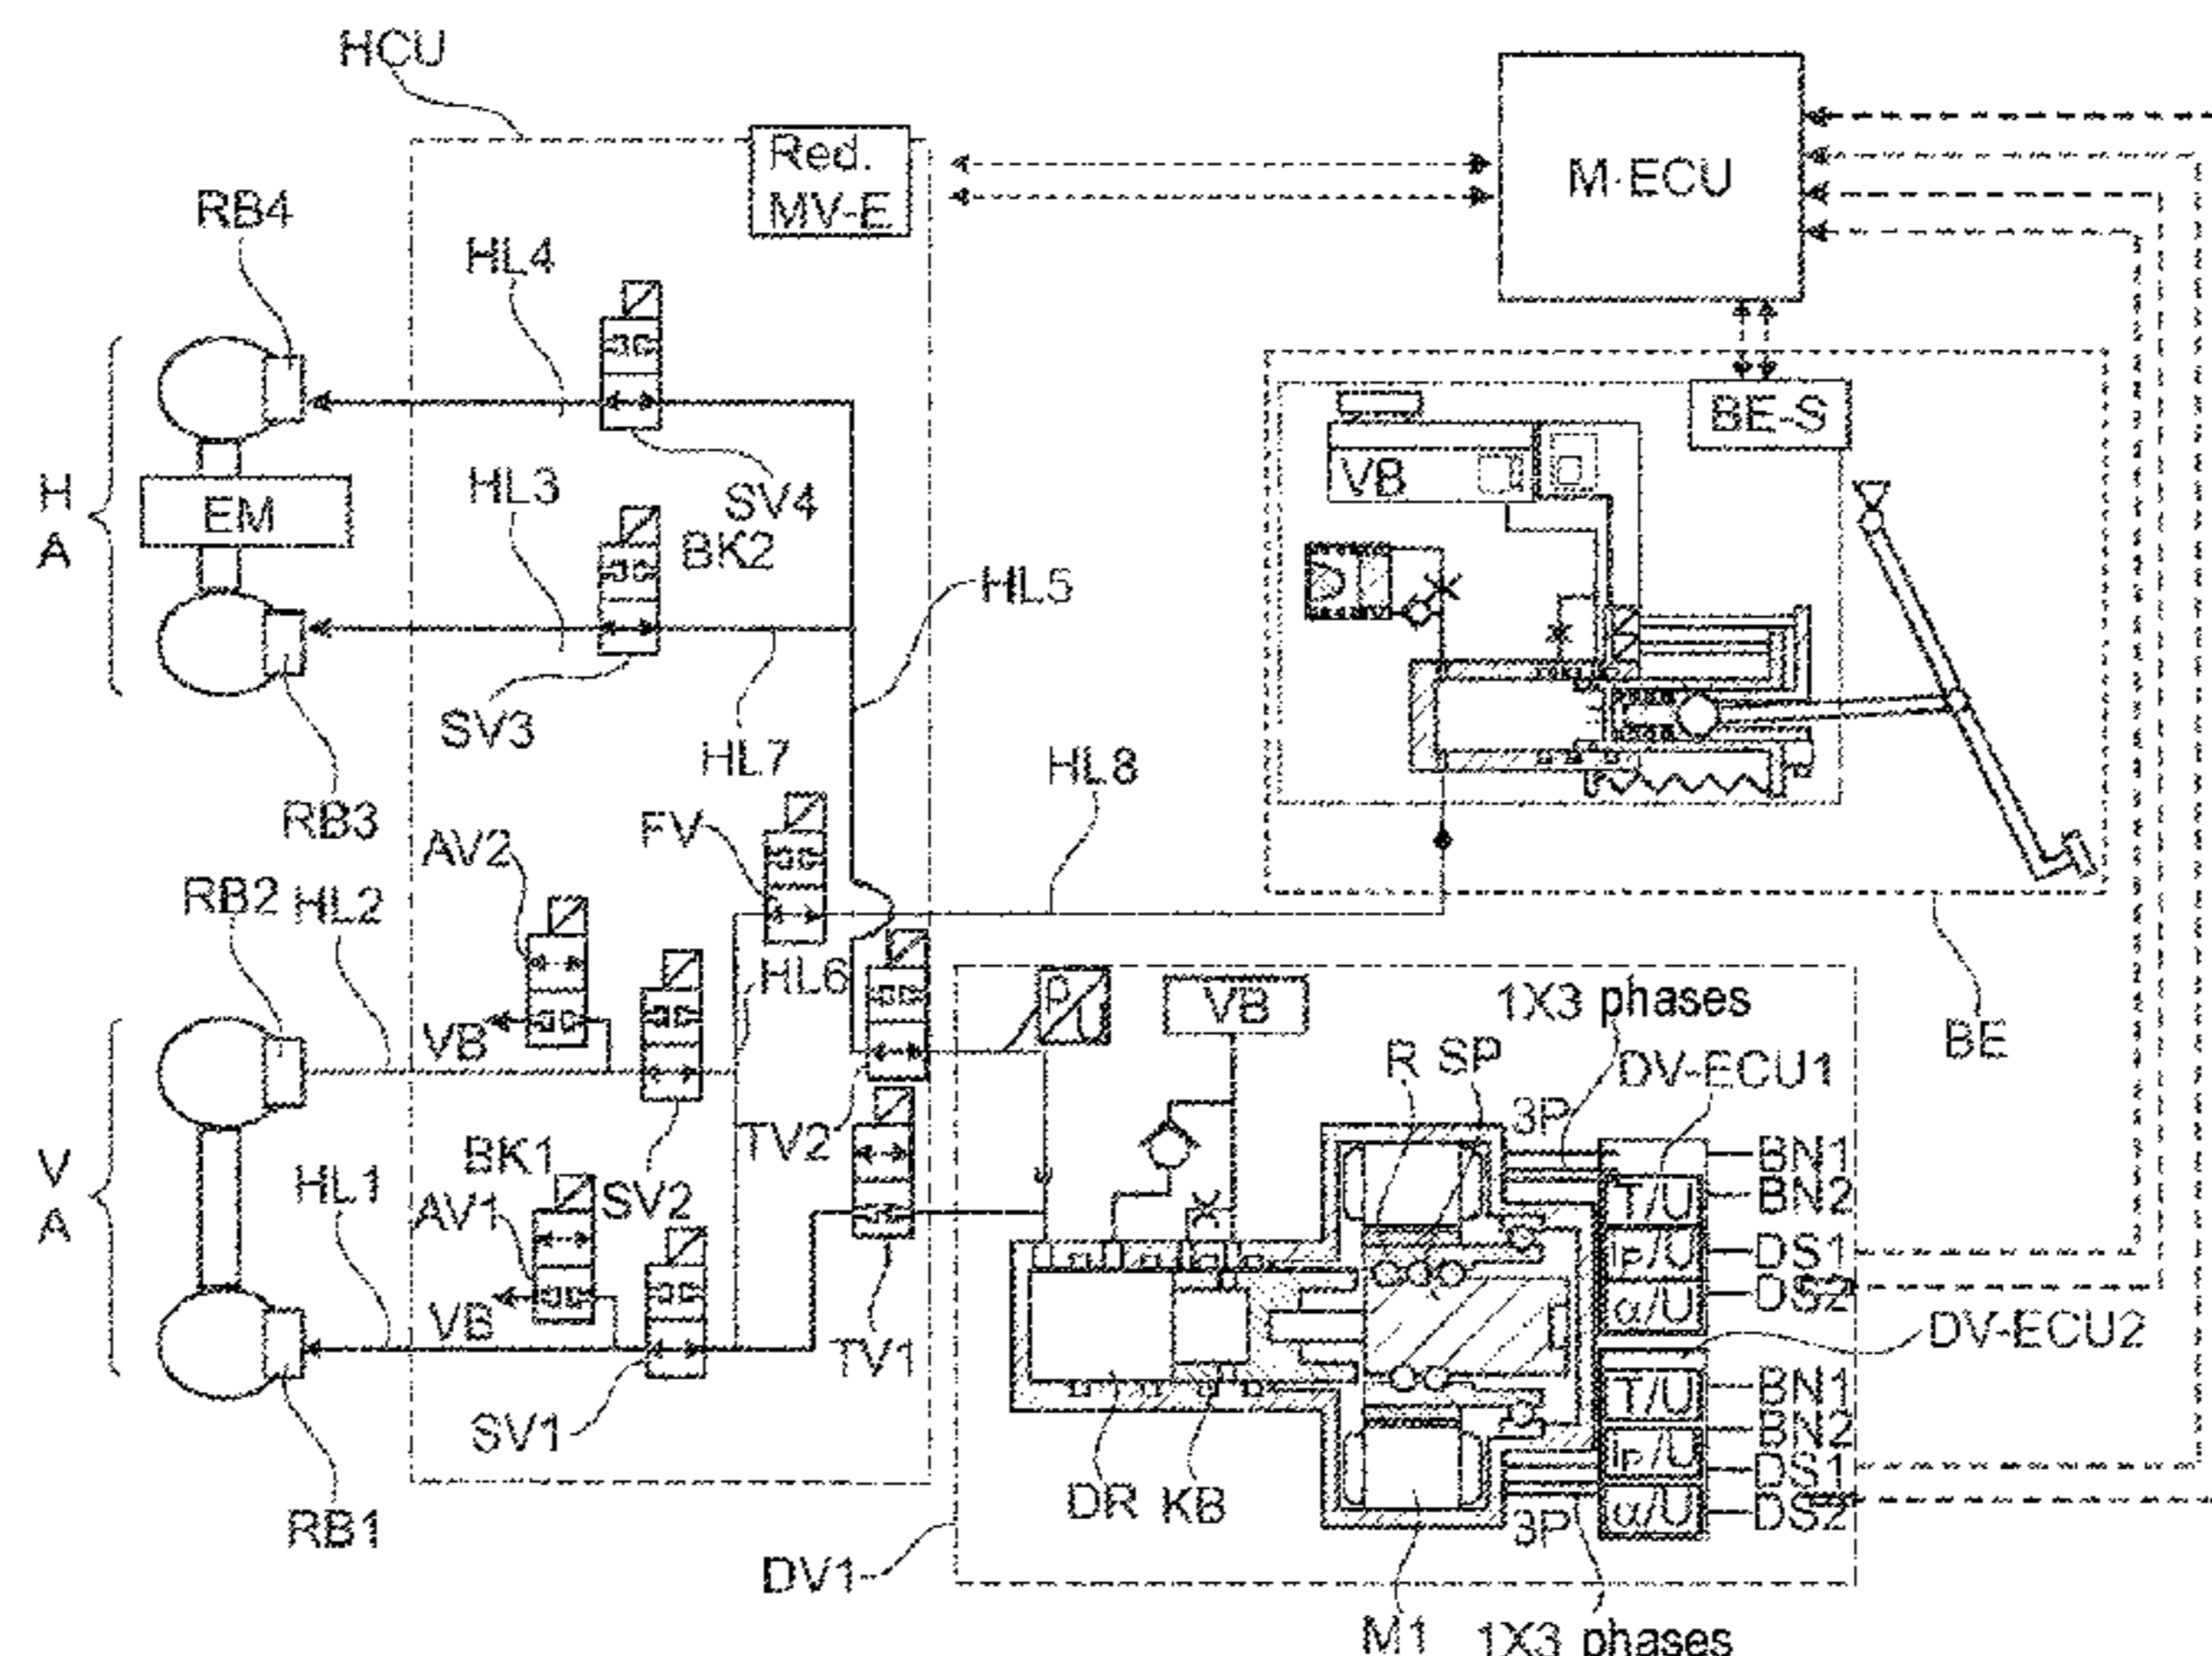 HCU
Red.
MV-E
M-ECU
RB4
HL4
BE-S
VB
H
A
EM
HL3
SV4
BK2
HL5
SV3
HL7
HL8
RB3
FV
AV2
RB2
HL2
HL6
VB
P
U
VB
1X3 phases
BE
R
SP
DV-ECU1
3P
TV2
V
A
BK1
HL1
AV1
SV2
BN1
T/U
BN2
iP/U
DS1
α/U
DS2
VB
TV1
DV-ECU2
T/U
BN1
BN2
SV1
iP/U
DS1
DR
KB
α/U
DS2
RB1
3P
DV1
M1
1X3 phases